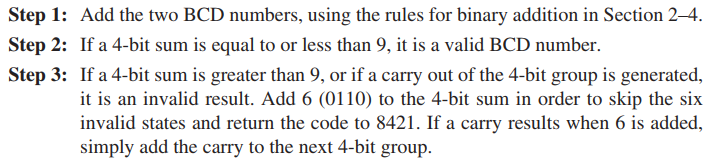 Step 1: Add the two BCD numbers, using the rules for binary addition in Section 2–4.
Step 2: If a 4-bit sum is equal to or less than 9, it is a valid BCD number.
Step 3: If a 4-bit sum is greater than 9, or if a carry out of the 4-bit group is generated,
it is an invalid result. Add 6 (0110) to the 4-bit sum in order to skip the six
invalid states and return the code to 8421. If a carry results when 6 is added,
simply add the carry to the next 4-bit group.